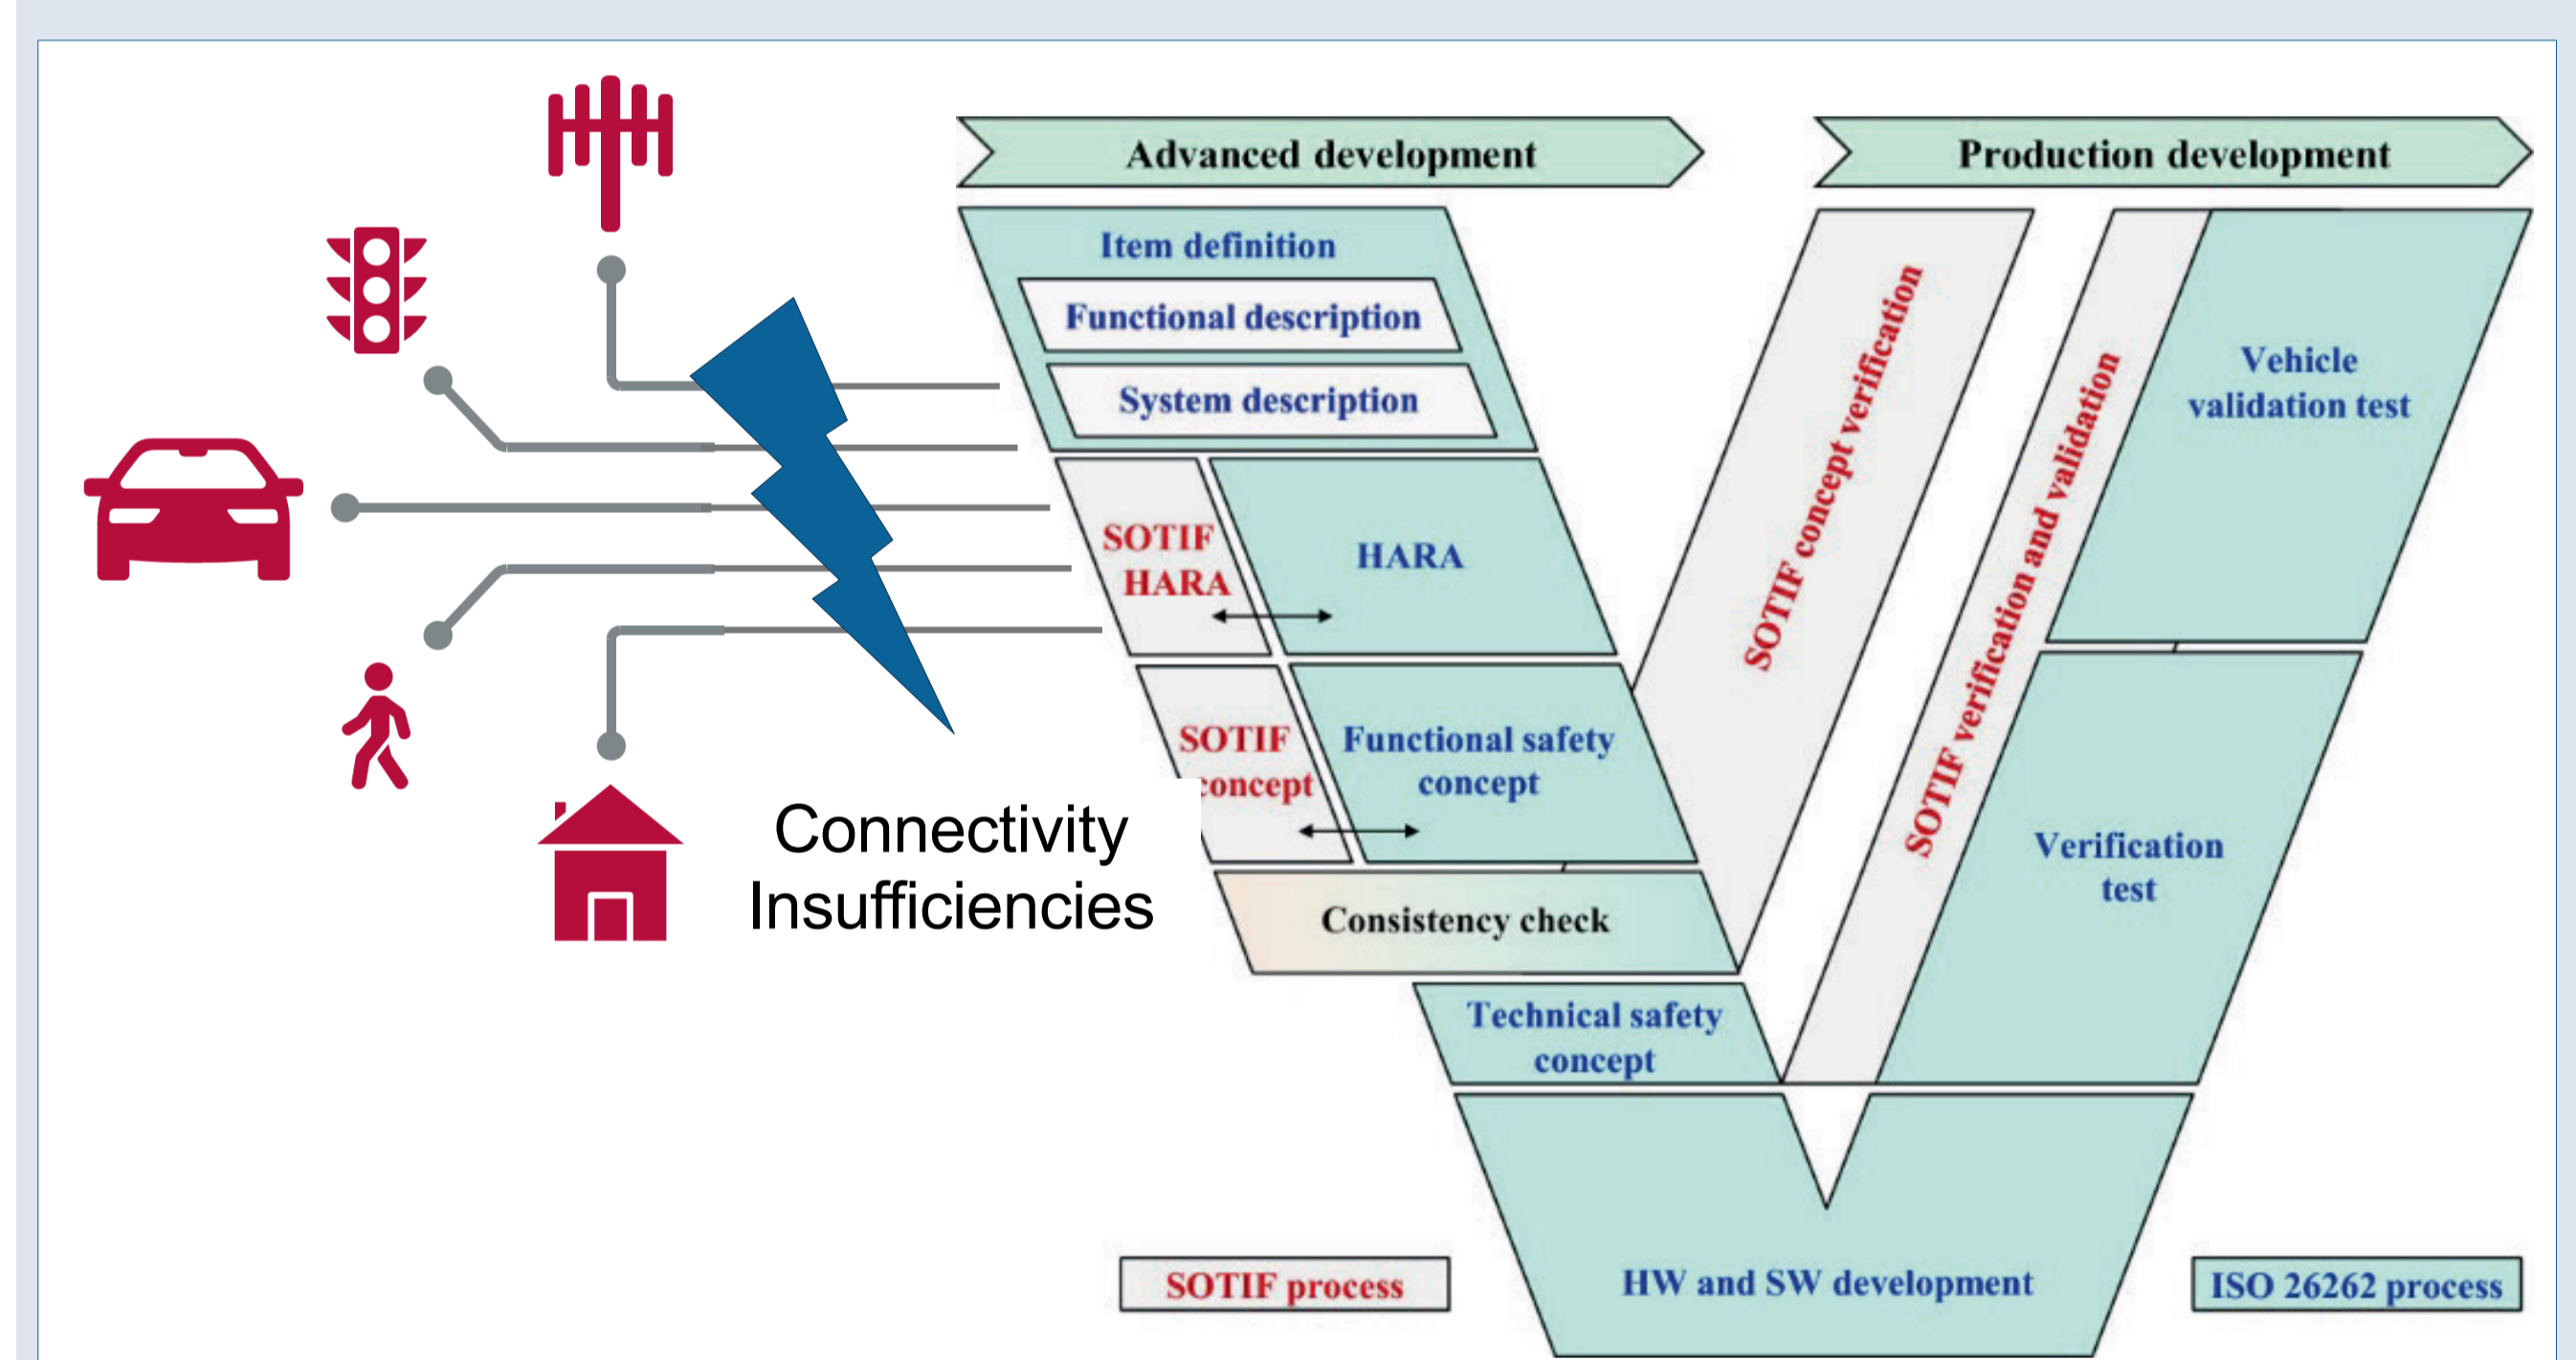 Advanced development
Production development
Item definition
Functional description
System description
SOTIF
HARA
HARA
SOTIF
concept
Functional safety
concept
Consistency check
Technical safety
concept
HW and SW development
SOTIF concept verification
SOTIF verification and validation
Vehicle
validation test
Verification
test
Connectivity
Insufficiencies
SOTIF process
ISO 26262 process